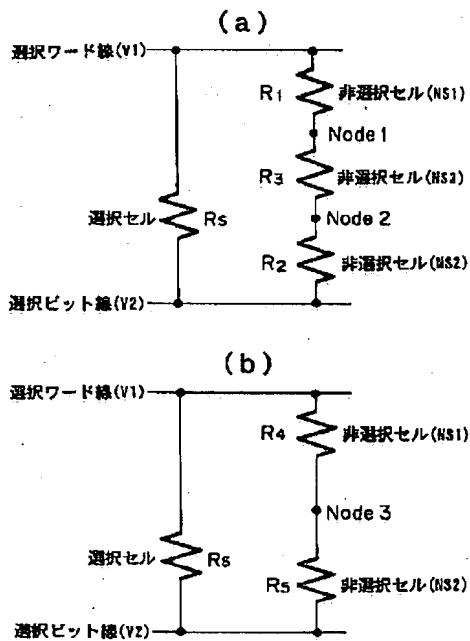 (a)
選択ワード線(V1)
R1 非選択セル(NS1)
Node 1
R3 非選択セル(NS3)
選択セル Rs
Node 2
R2 非選択セル(NS2)
選択ビット線(V2)
(b)
選択ワード線(V1)
R4 非選択セル(NS1)
Node 3
選択セル Rs
R5 非選択セル(NS2)
選択ビット線(V2)